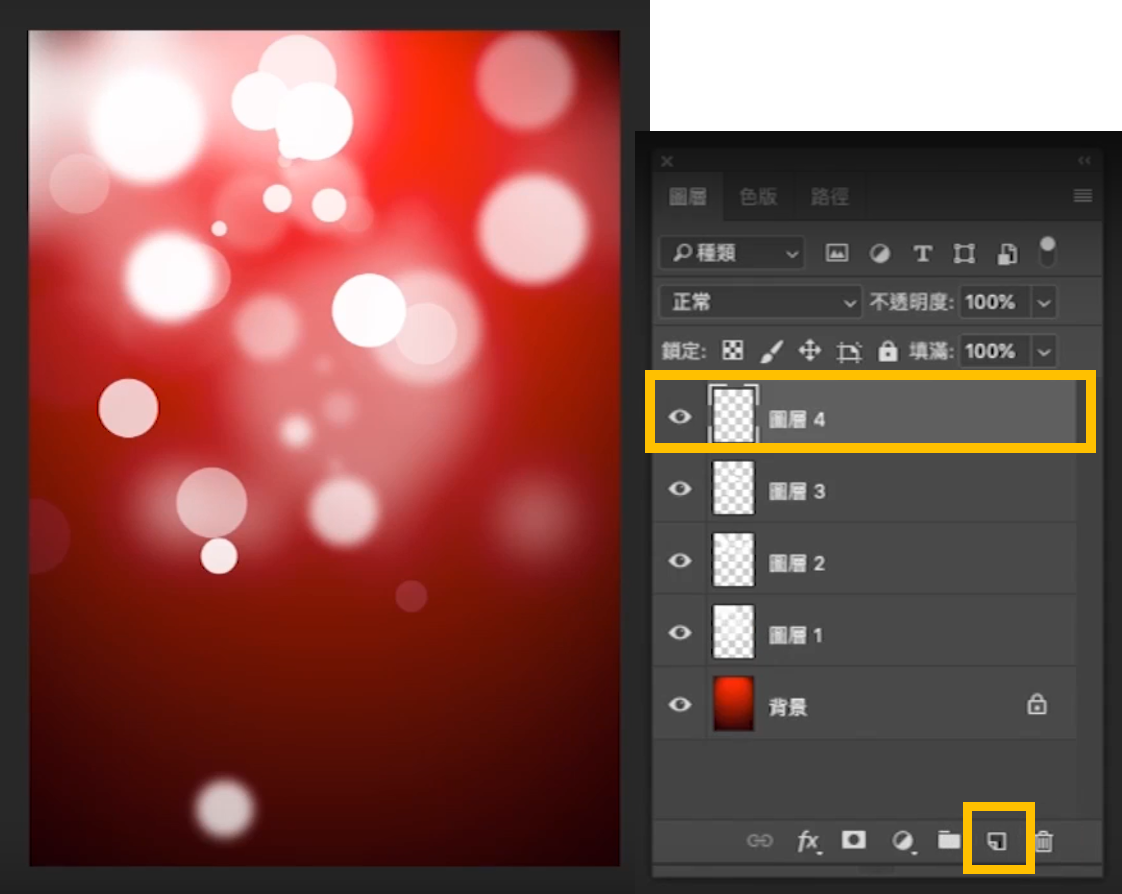 圖層 色版 路徑
種類
正常 不透明度: 100%
鎖定: 填滿: 100%
圖層 4
圖層 3
圖層 2
圖層 1
背景
fx